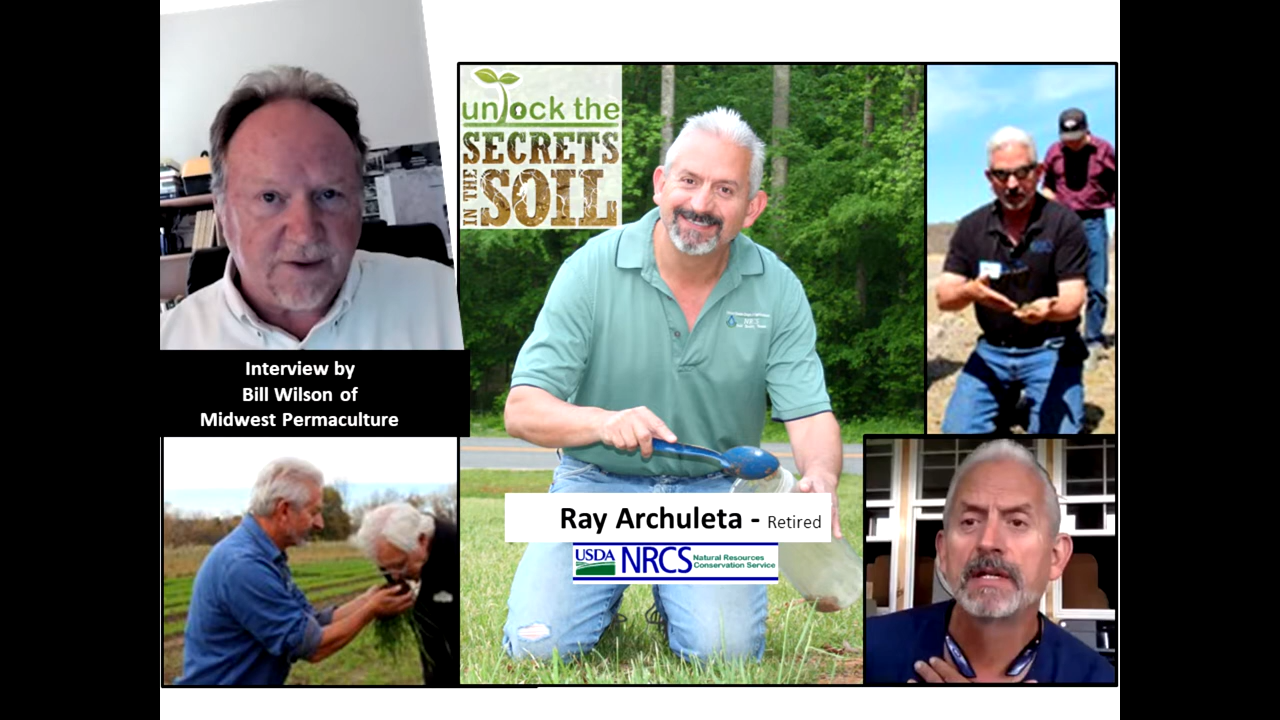 unlock the
SECRETS
IN THE
SOIL
Interview by
Bill Wilson of
Midwest Permaculture
Ray Archuleta - Retired
USDA NRCS Natural Resources
Conservation Service
NRCS